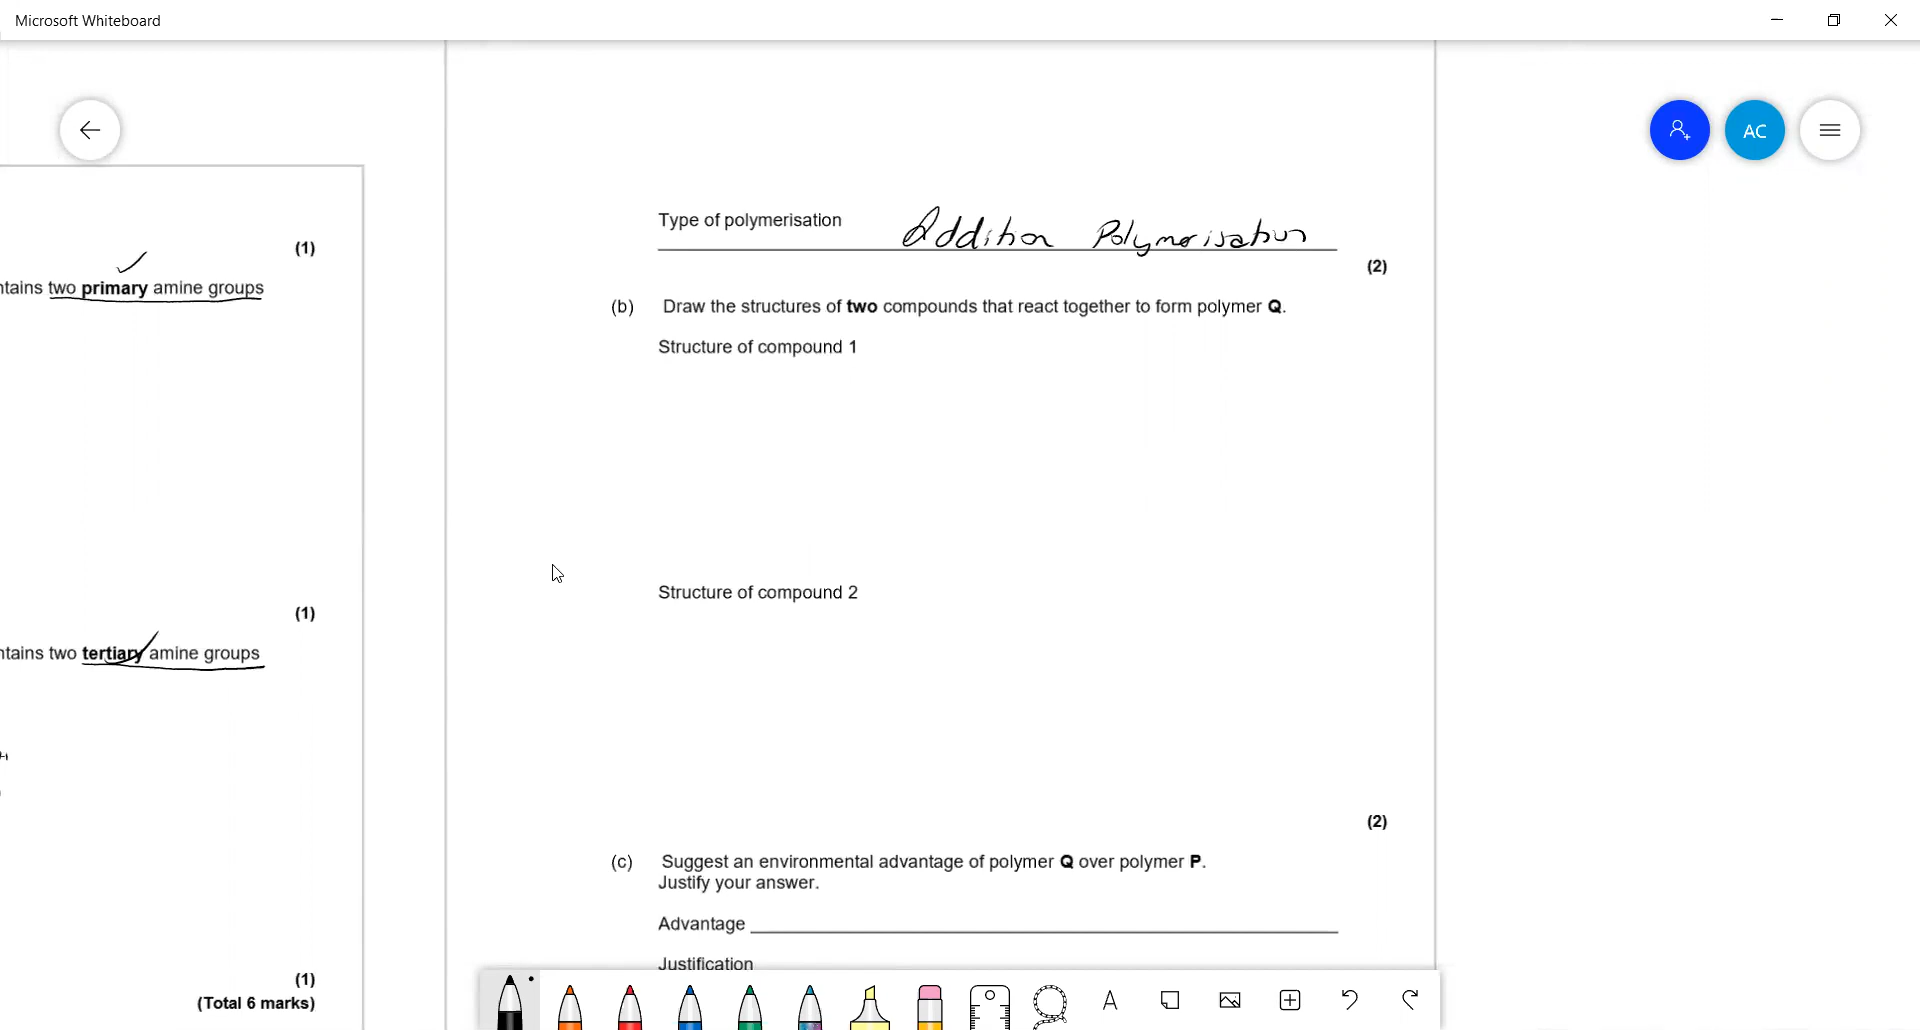 Microsoft Whiteboard
AC
(1)
ntains two primary amine groups
(1)
ntains two tertiary amine groups
(1)
(Total 6 marks)
Type of polymerisation Addition Polymerisation
(2)
(b) Draw the structures of two compounds that react together to form polymer Q.
Structure of compound 1
Structure of compound 2
(2)
(c) Suggest an environmental advantage of polymer Q over polymer P.
Justify your answer.
Advantage
Justification